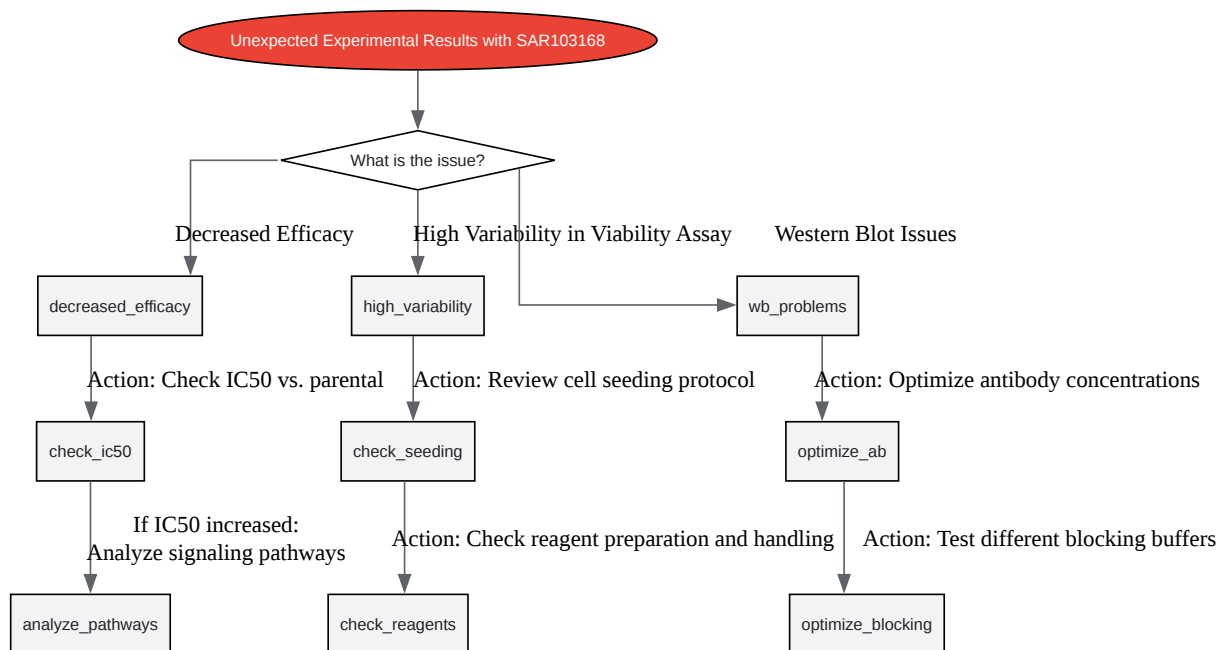 Unexpected Experimental Results with SAR103168
What is the issue?
Decreased Efficacy
High Variability in Viability Assay
Western Blot Issues
decreased_efficacy
high_variability
wb_problems
Action: Check IC50 vs. parental
Action: Review cell seeding protocol
Action: Optimize antibody concentrations
check_ic50
check_seeding
optimize_ab
If IC50 increased:
Analyze signaling pathways
Action: Check reagent preparation and handling
Action: Test different blocking buffers
analyze_pathways
check_reagents
optimize_blocking